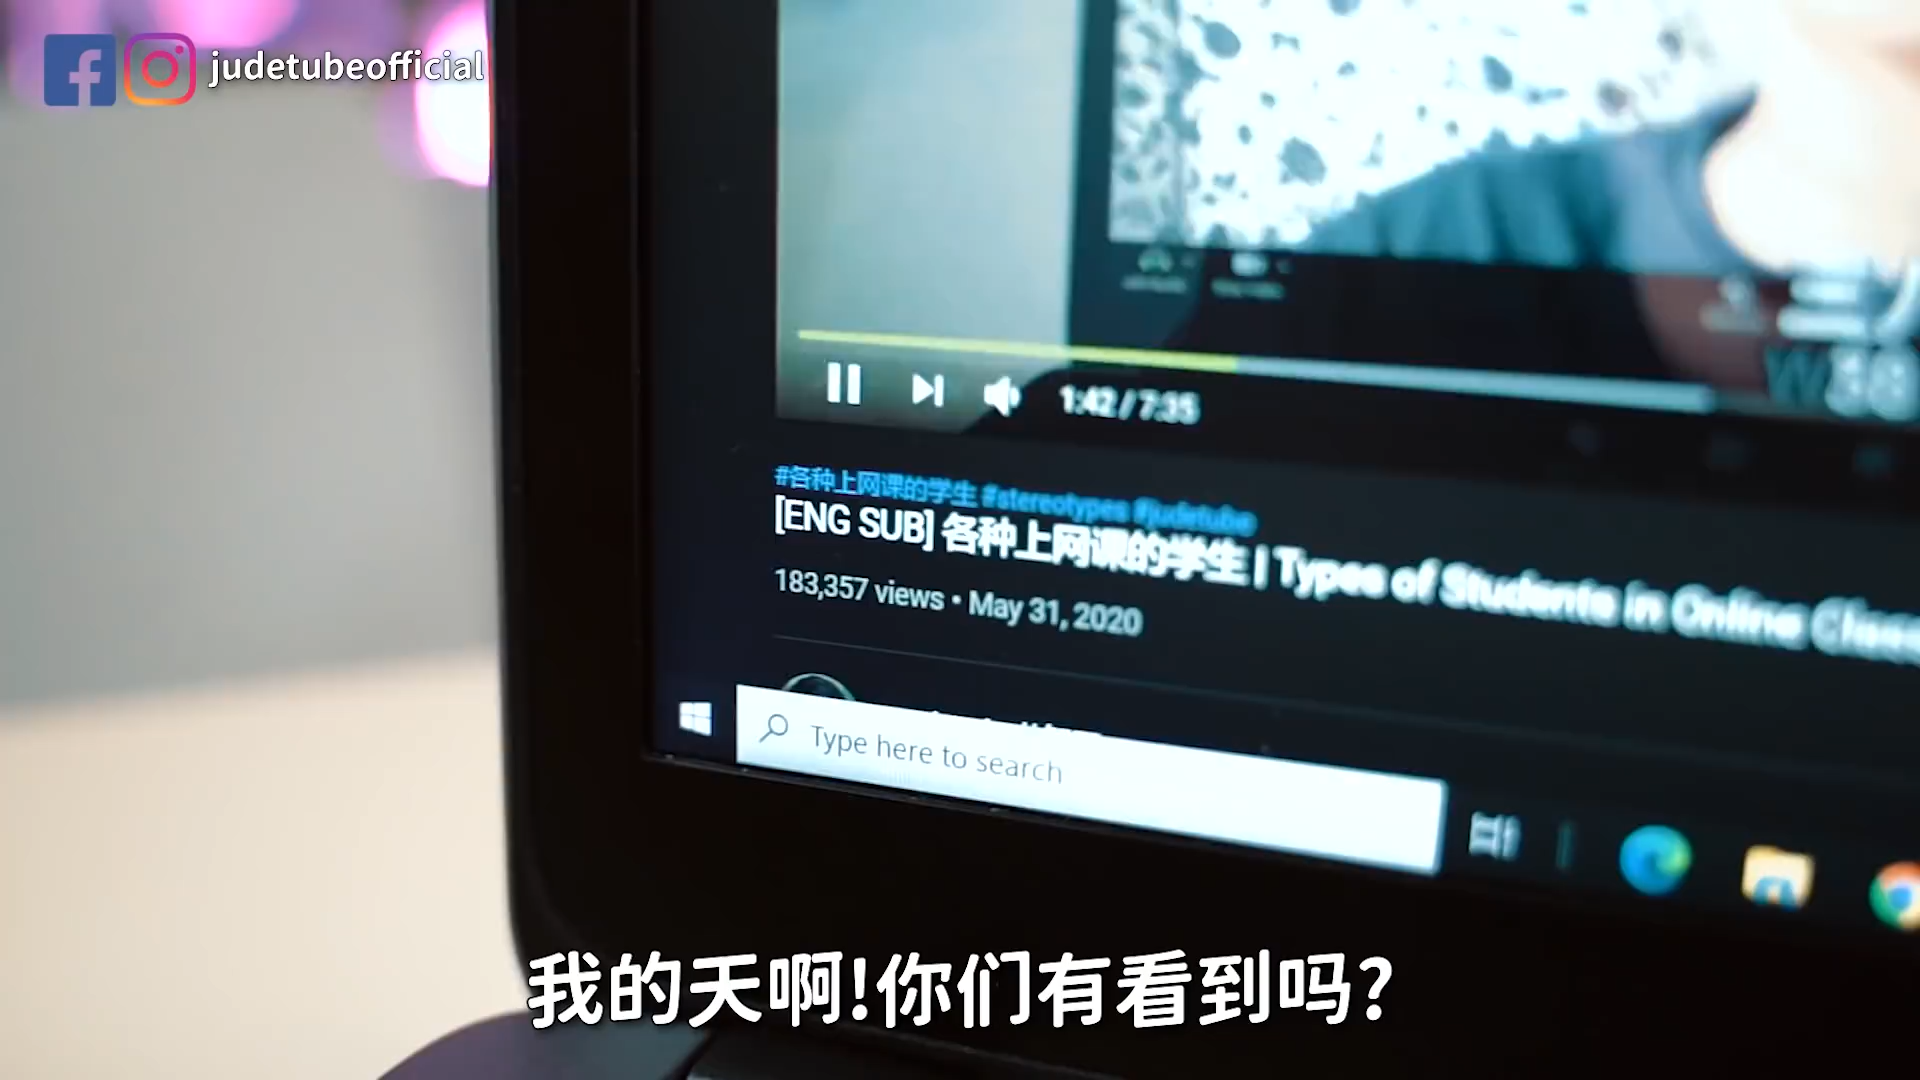 judetubeofficial
1:42 / 7:35
#各种上网课的学生 #stereotypes #judetube
[ENG SUB] 各种上网课的学生 | Types of Students in Online
183,357 views • May 31, 2020
Type here to search
我的天啊!你们有看到吗?